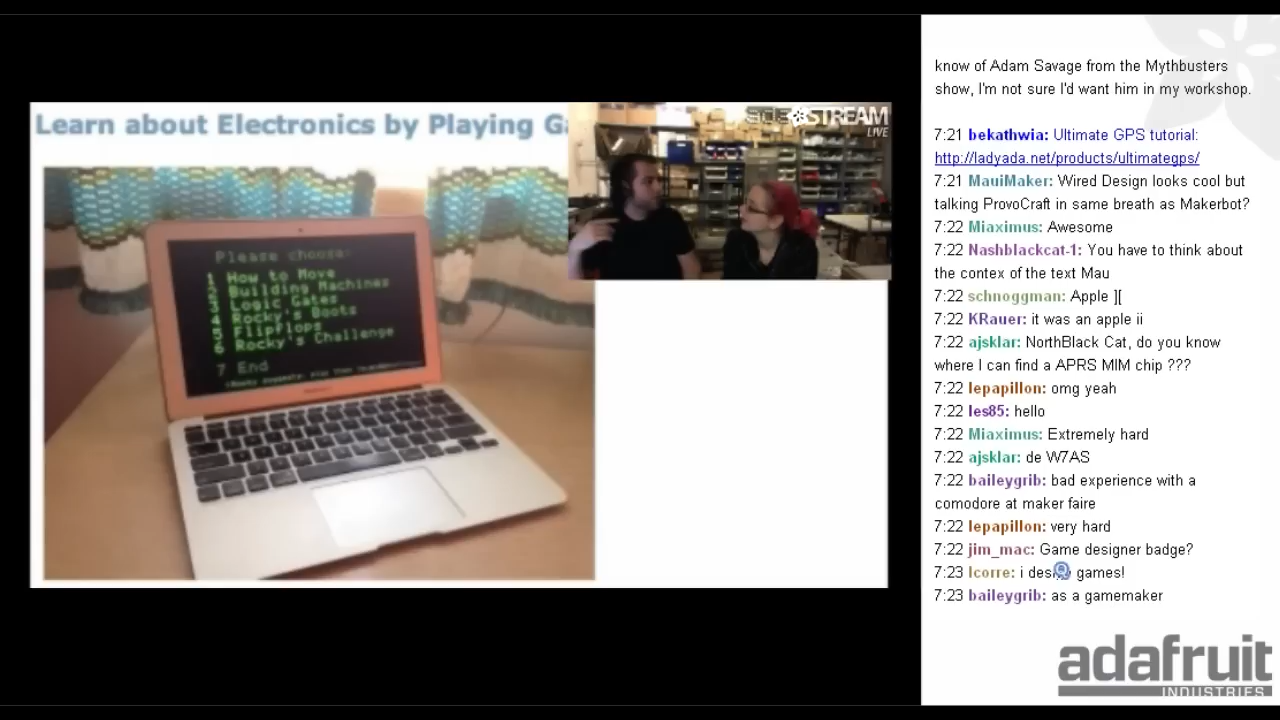 Learn about Electronics by Playing Ga
STREAM
LIVE
Please choose:
1 How to Move
2 Building Machines
3 Logic Gates
4 Rocky's Boots
5 Flipflops
6 Rocky's Challenge
7 End
know of Adam Savage from the Mythbusters
show, I'm not sure I'd want him in my workshop.
7:21 bekathwia: Ultimate GPS tutorial:
http://ladyada.net/products/ultimategps/
7:21 MauiMaker: Wired Design looks cool but
talking ProvoCraft in same breath as Makerbot?
7:22 Miaximus: Awesome
7:22 Nashblackcat-1: You have to think about
the contex of the text Mau
7:22 schnoggman: Apple ][
7:22 KRauer: it was an apple ii
7:22 ajsklar: NorthBlack Cat, do you know
where I can find a APRS MIM chip ???
7:22 lepapillon: omg yeah
7:22 les85: hello
7:22 Miaximus: Extremely hard
7:22 ajsklar: de W7AS
7:22 baileygrib: bad experience with a
comodore at maker faire
7:22 lepapillon: very hard
7:22 jim_mac: Game designer badge?
7:23 lcorre: i games!
7:23 baileygrib: as a gamemaker
adafruit
INDUSTRIES